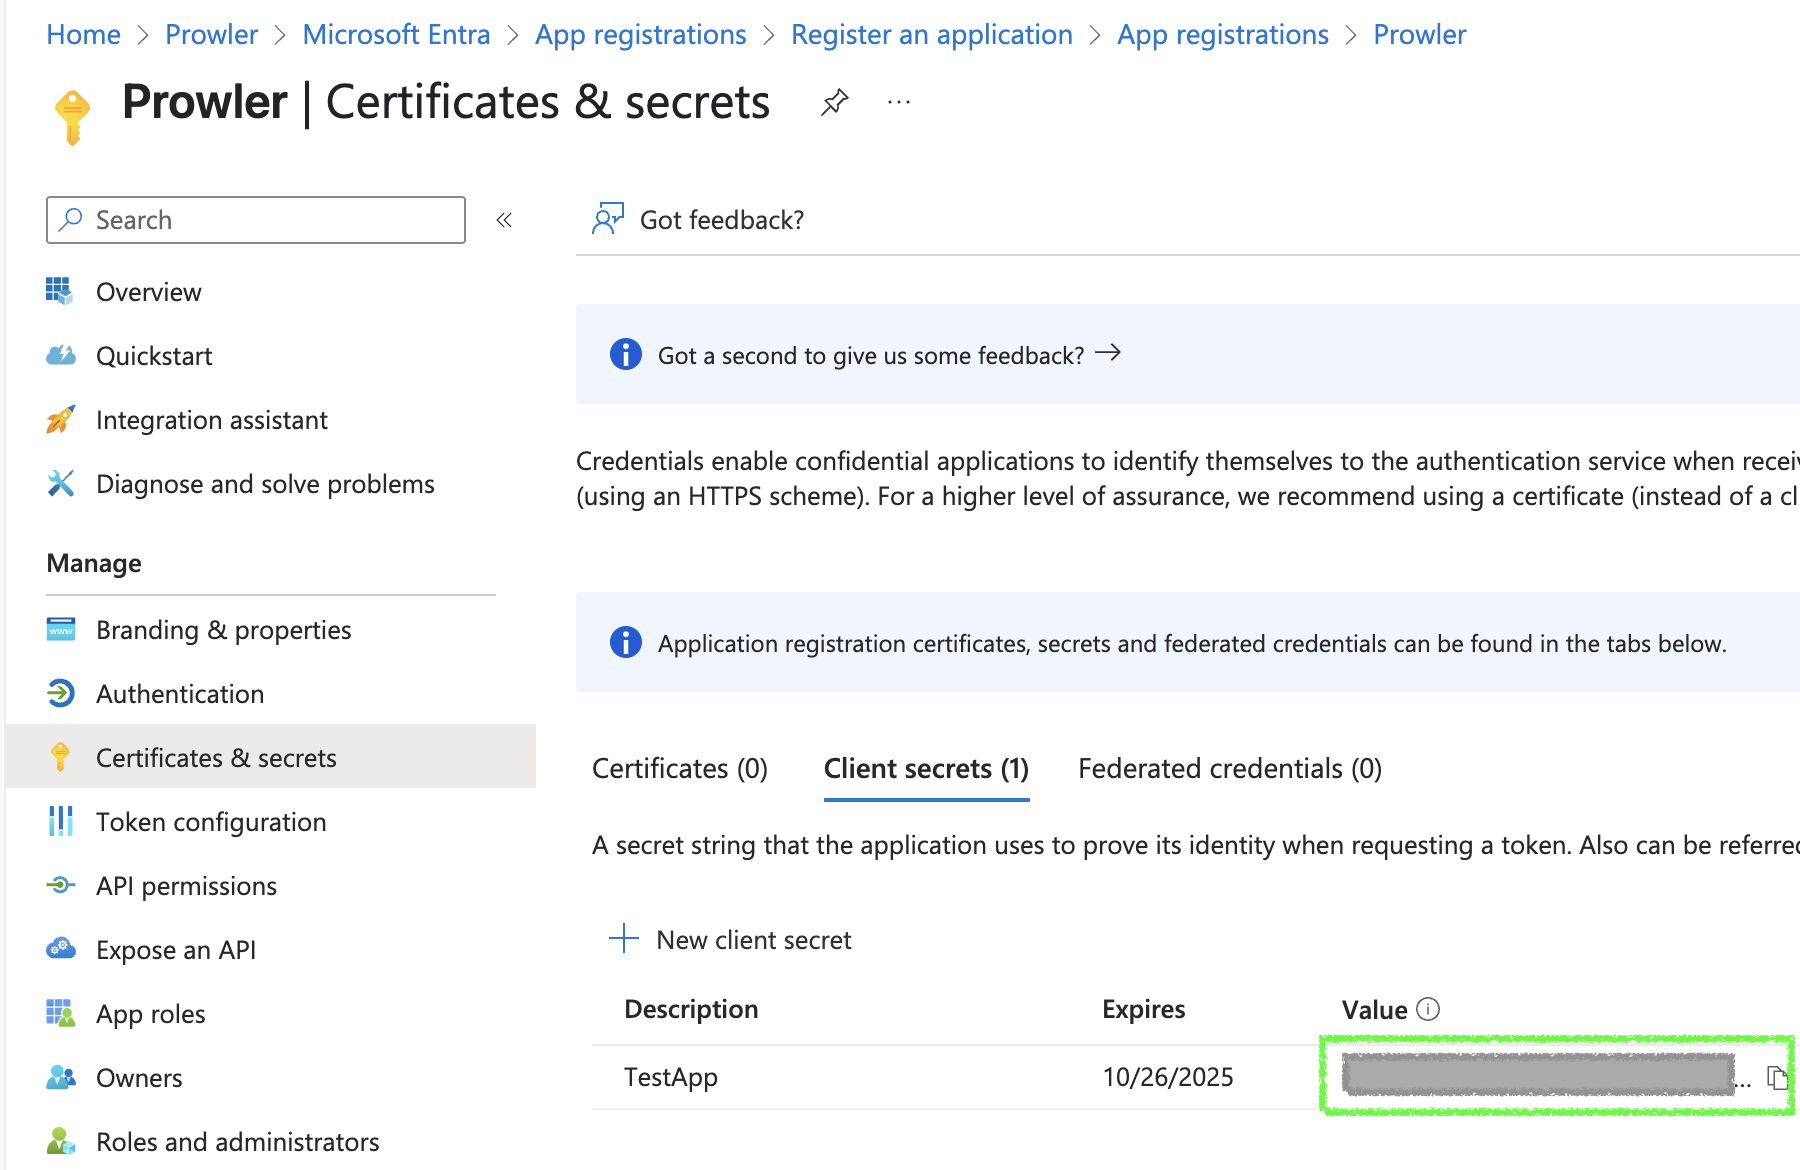 Home > Prowler > Microsoft Entra > App registrations > Register an application > App registrations > Prowler
Prowler | Certificates & secrets
Search
Got feedback?
Overview
Quickstart
Integration assistant
Diagnose and solve problems
Manage
Branding & properties
Authentication
Certificates & secrets
Token configuration
API permissions
Expose an API
App roles
Owners
Roles and administrators
Got a second to give us some feedback?
Credentials enable confidential applications to identify themselves to the authentication service when
(using an HTTPS scheme). For a higher level of assurance, we recommend using a certificate (instead of a
Application registration certificates, secrets and federated credentials can be found in the tabs below.
Certificates (0) Client secrets (1) Federated credentials (0)
A secret string that the application uses to prove its identity when requesting a token. Also can be
New client secret
Description Expires Value
TestApp 10/26/2025 ...